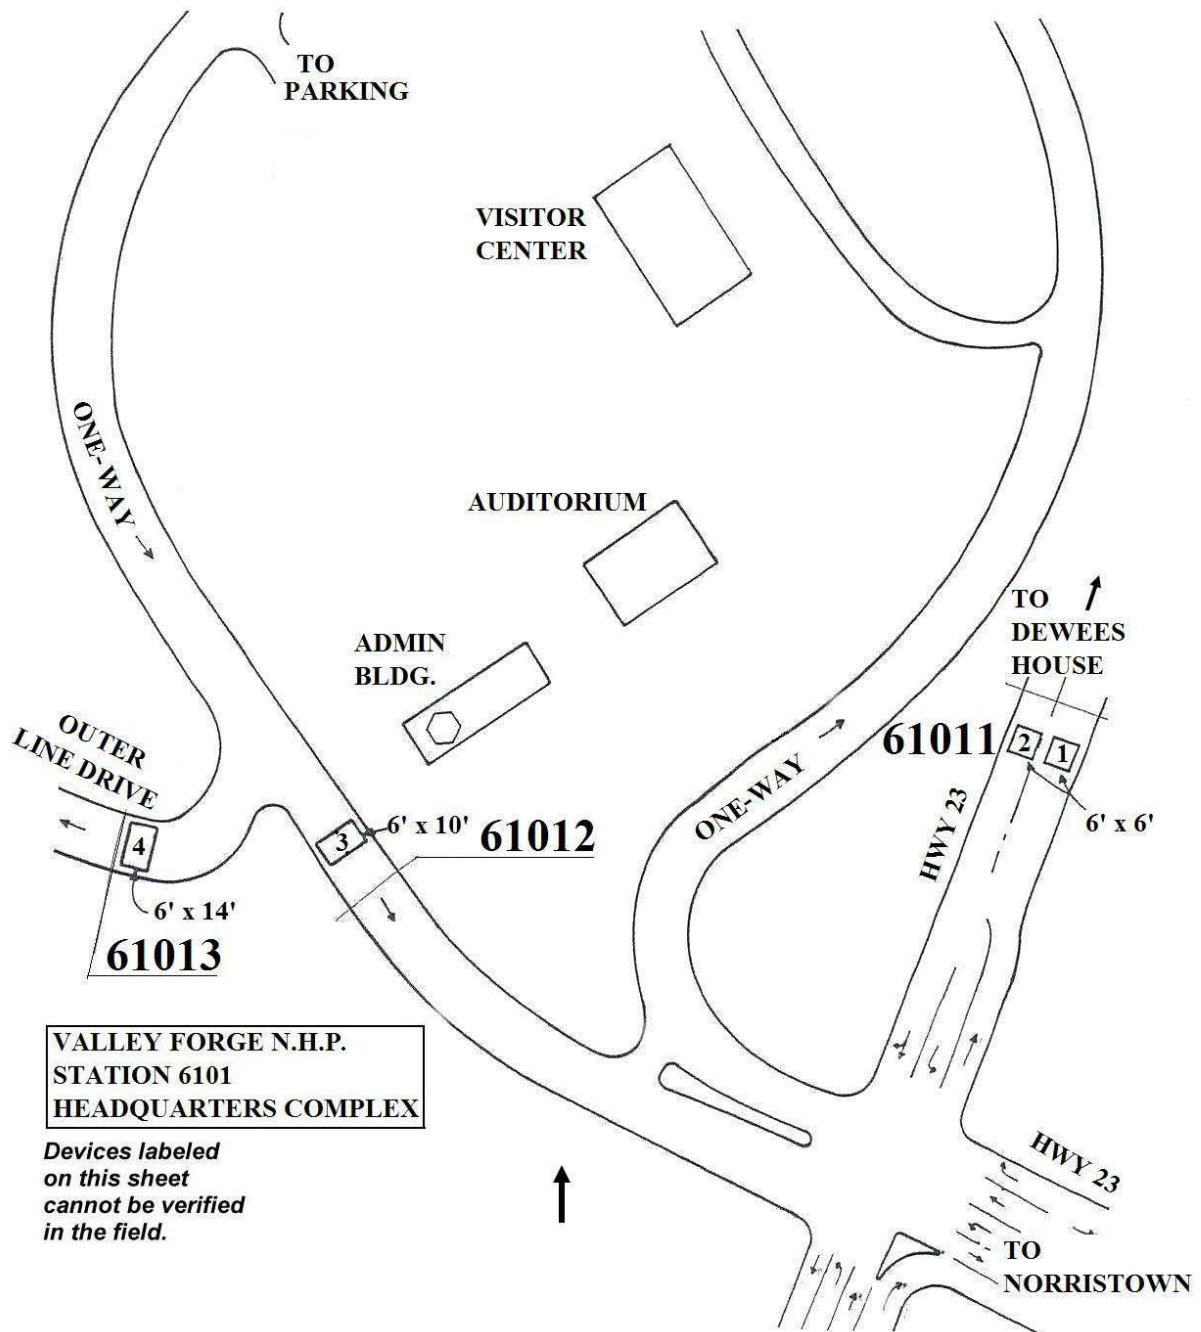 TO
PARKING
VISITOR
CENTER
ONE-WAY
AUDITORIUM
TO
DEWEES
HOUSE
ADMIN
BLDG.
OUTER
LINE DRIVE
61011
2
1
ONE-WAY
HWY 23
6' x 6'
4
3
6' x 10'
61012
6' x 14'
61013
VALLEY FORGE N.H.P.
STATION 6101
HEADQUARTERS COMPLEX
Devices labeled
on this sheet
cannot be verified
in the field.
HWY 23
TO
NORRISTOWN